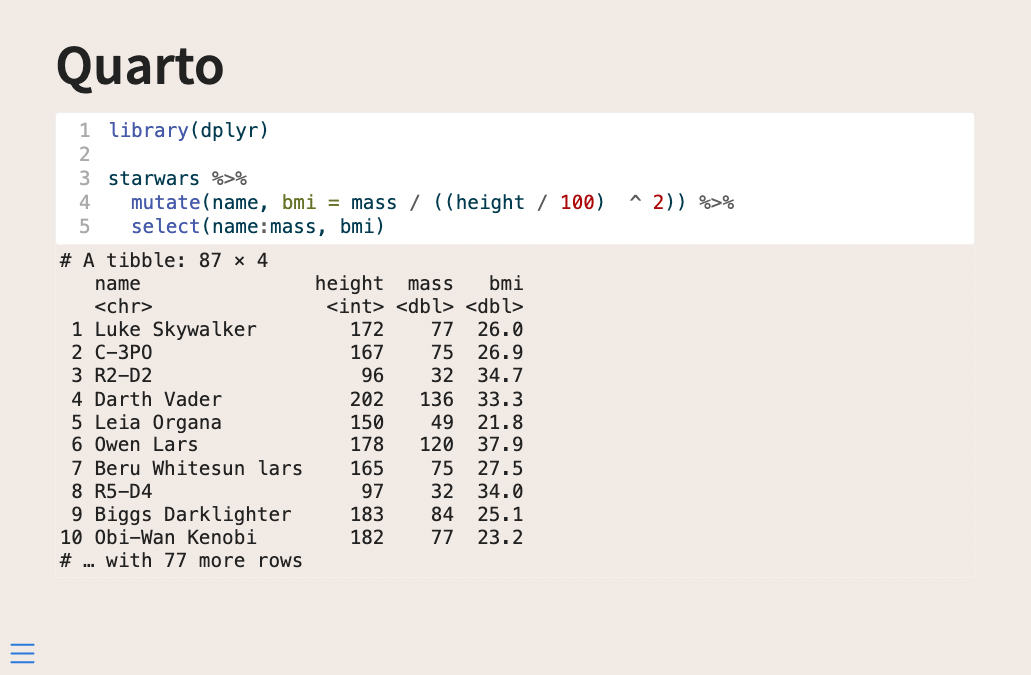 Quarto
1 library(dplyr)
2
3 starwars %>%
4   mutate(name, bmi = mass / ((height / 100)  ^ 2)) %>%
5   select(name:mass, bmi)
# A tibble: 87 × 4
   name               height  mass   bmi
   <chr>               <int> <dbl> <dbl>
 1 Luke Skywalker        172    77  26.0
 2 C-3PO                 167    75  26.9
 3 R2-D2                  96    32  34.7
 4 Darth Vader           202   136  33.3
 5 Leia Organa           150    49  21.8
 6 Owen Lars             178   120  37.9
 7 Beru Whitesun lars    165    75  27.5
 8 R5-D4                  97    32  34.0
 9 Biggs Darklighter     183    84  25.1
10 Obi-Wan Kenobi        182    77  23.2
# … with 77 more rows